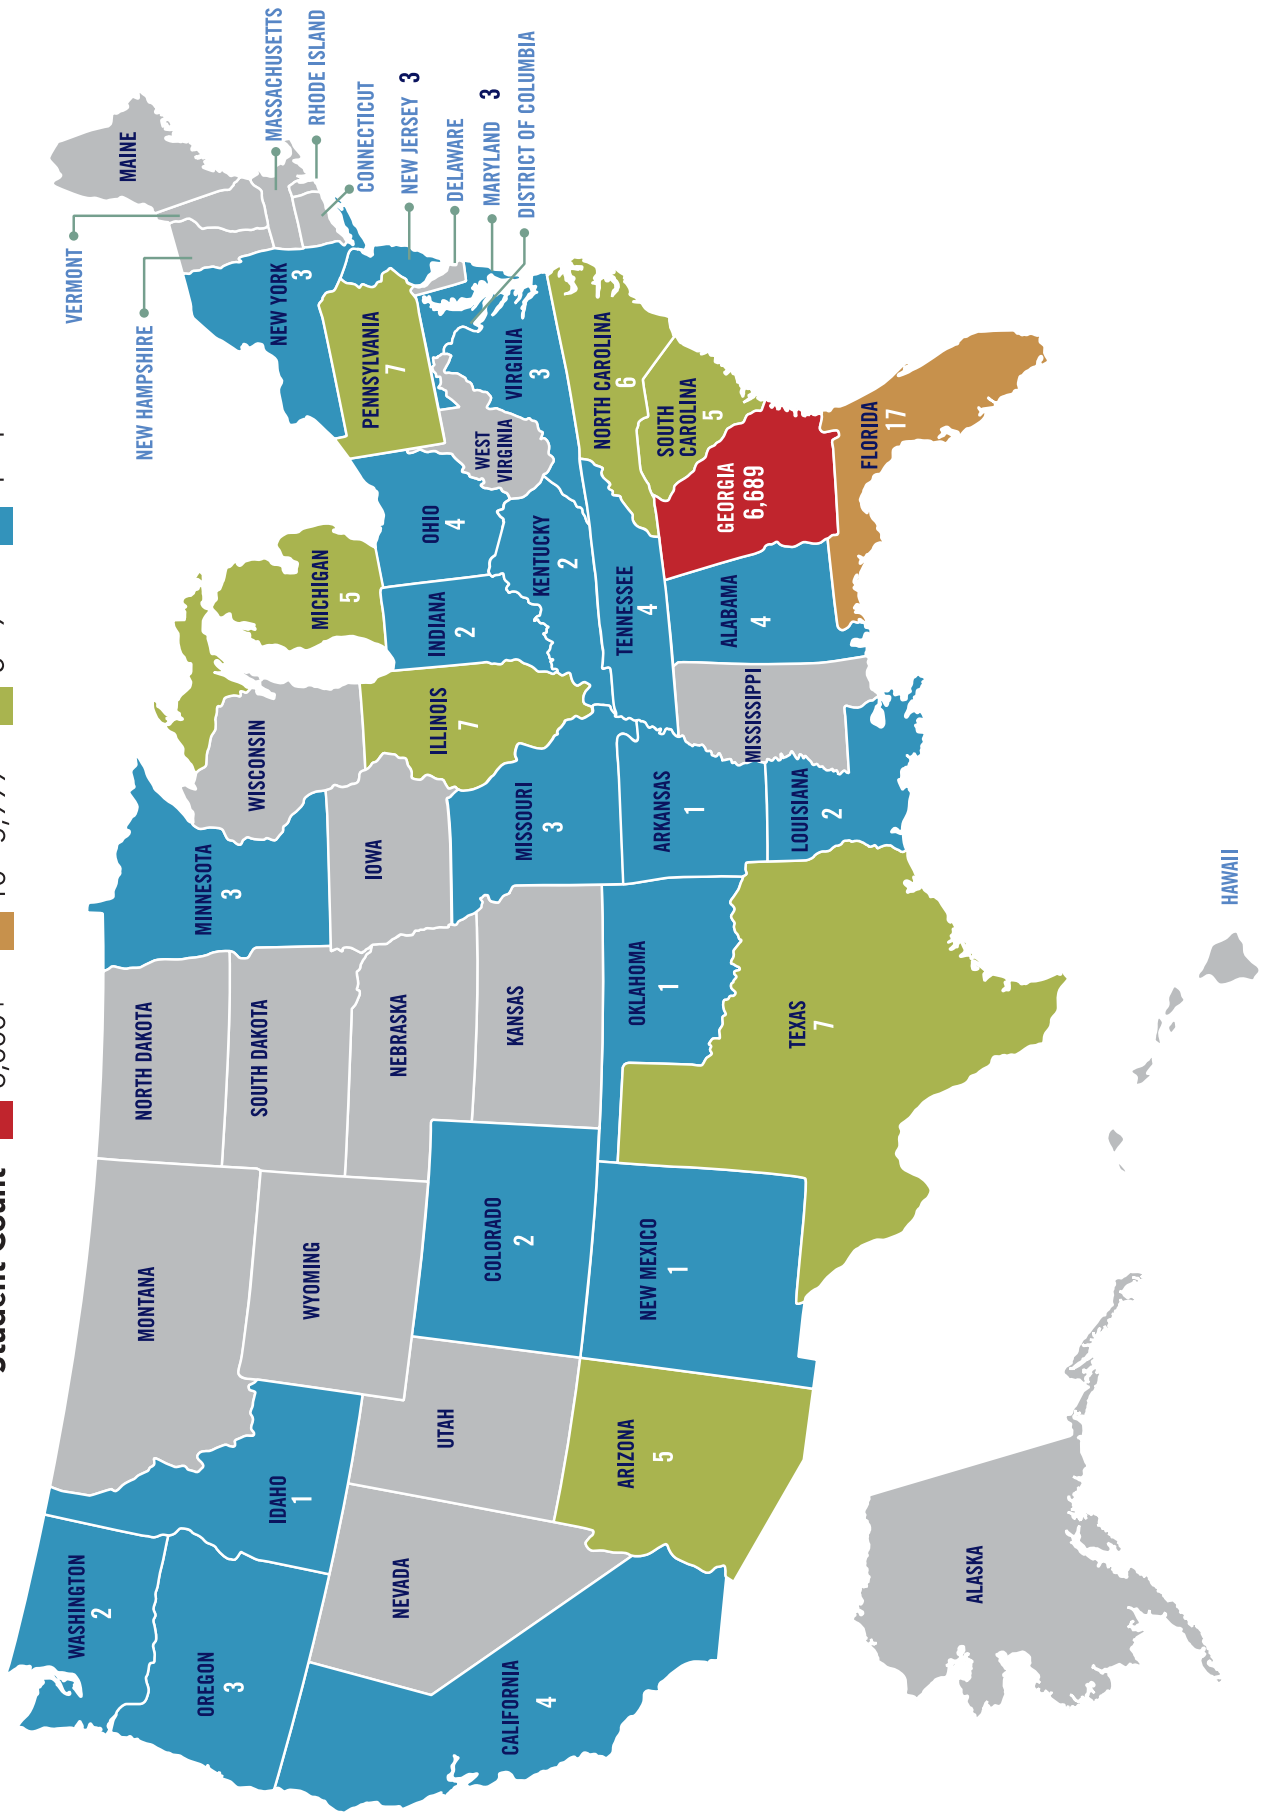 Student Count
WASHINGTON
2
OREGON
3
CALIFORNIA
4
IDAHO
1
NEVADA
UTAH
ARIZONA
5
MONTANA
WYOMING
COLORADO
2
NEW MEXICO
1
NORTH DAKOTA
SOUTH DAKOTA
NEBRASKA
KANSAS
OKLAHOMA
1
TEXAS
7
MINNESOTA
3
IOWA
MISSOURI
3
ARKANSAS
1
LOUISIANA
2
WISCONSIN
ILLINOIS
7
MICHIGAN
5
INDIANA
2
OHIO
4
KENTUCKY
2
TENNESSEE
4
MISSISSIPPI
ALABAMA
4
GEORGIA
6,689
FLORIDA
17
SOUTH
CAROLINA
5
NORTH CAROLINA
6
WEST
VIRGINIA
VIRGINIA
3
PENNSYLVANIA
7
NEW YORK
3
VERMONT
NEW HAMPSHIRE
MAINE
MASSACHUSETTS
RHODE ISLAND
CONNECTICUT
NEW JERSEY 3
DELAWARE
MARYLAND 3
DISTRICT OF COLUMBIA
ALASKA
HAWAII